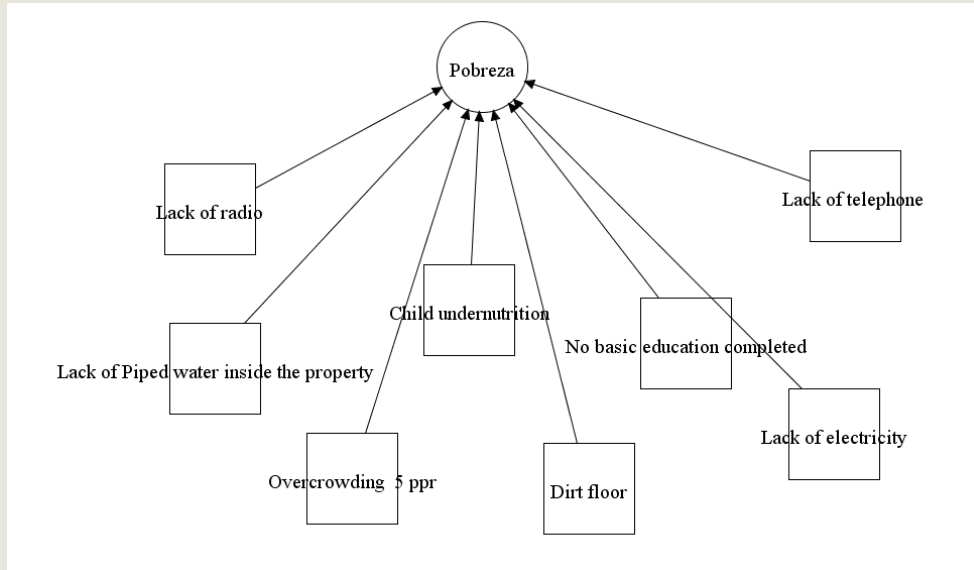 Pobreza
Lack of telephone
Lack of radio
Child undernutrition
No basic education completed
Lack of Piped water inside the property
Lack of electricity
Overcrowding 5 ppr
Dirt floor